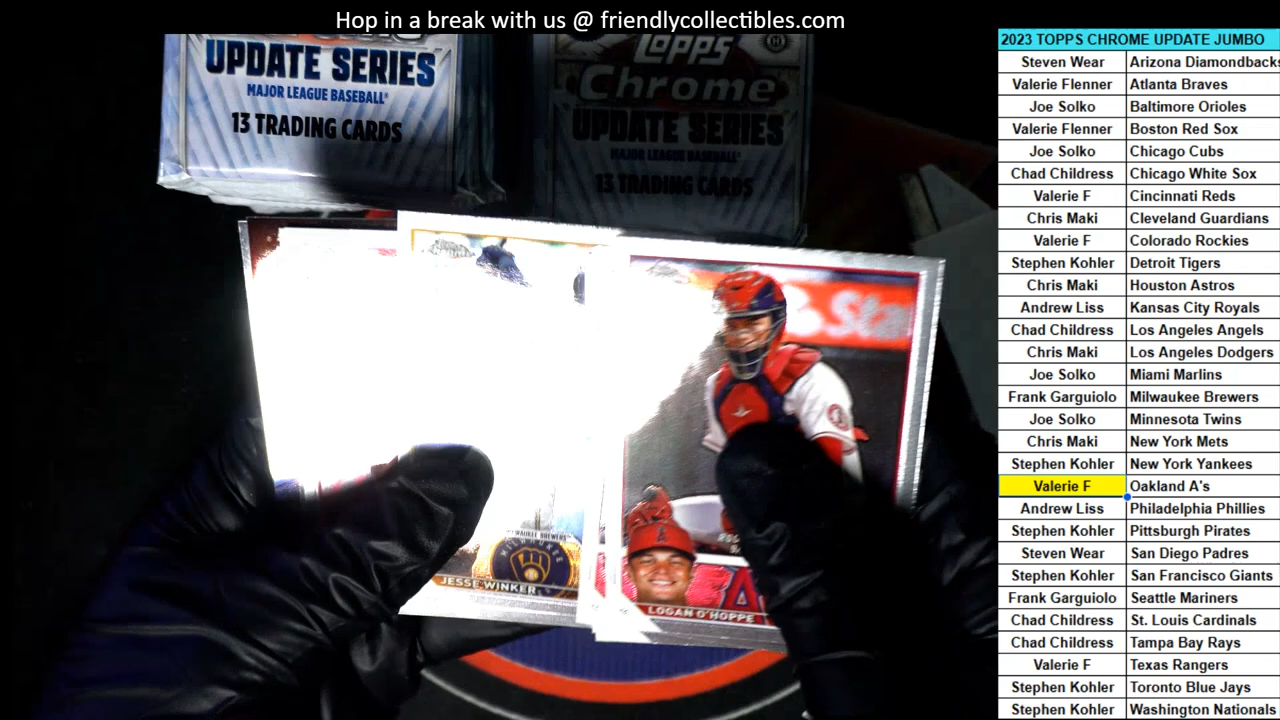 Hop in a break with us @ friendlycollectibles.com
UPDATE SERIES
MAJOR LEAGUE BASEBALL
13 TRADING CARDS
Topps
Chrome
UPDATE SERIES
MAJOR LEAGUE BASEBALL
13 TRADING CARDS
MILWAUKEE BREWERS
MILWAUKEE
JESSE WINKER
LOGAN O'HOPPE
2023 TOPPS CHROME UPDATE JUMBO
Steven Wear Arizona Diamondbacks
Valerie Flenner Atlanta Braves
Joe Solko Baltimore Orioles
Valerie Flenner Boston Red Sox
Joe Solko Chicago Cubs
Chad Childress Chicago White Sox
Valerie F Cincinnati Reds
Chris Maki Cleveland Guardians
Valerie F Colorado Rockies
Stephen Kohler Detroit Tigers
Chris Maki Houston Astros
Andrew Liss Kansas City Royals
Chad Childress Los Angeles Angels
Chris Maki Los Angeles Dodgers
Joe Solko Miami Marlins
Frank Garguiolo Milwaukee Brewers
Joe Solko Minnesota Twins
Chris Maki New York Mets
Stephen Kohler New York Yankees
Valerie F Oakland A's
Andrew Liss Philadelphia Phillies
Stephen Kohler Pittsburgh Pirates
Steven Wear San Diego Padres
Stephen Kohler San Francisco Giants
Frank Garguiolo Seattle Mariners
Chad Childress St. Louis Cardinals
Chad Childress Tampa Bay Rays
Valerie F Texas Rangers
Stephen Kohler Toronto Blue Jays
Stephen Kohler Washington Nationals